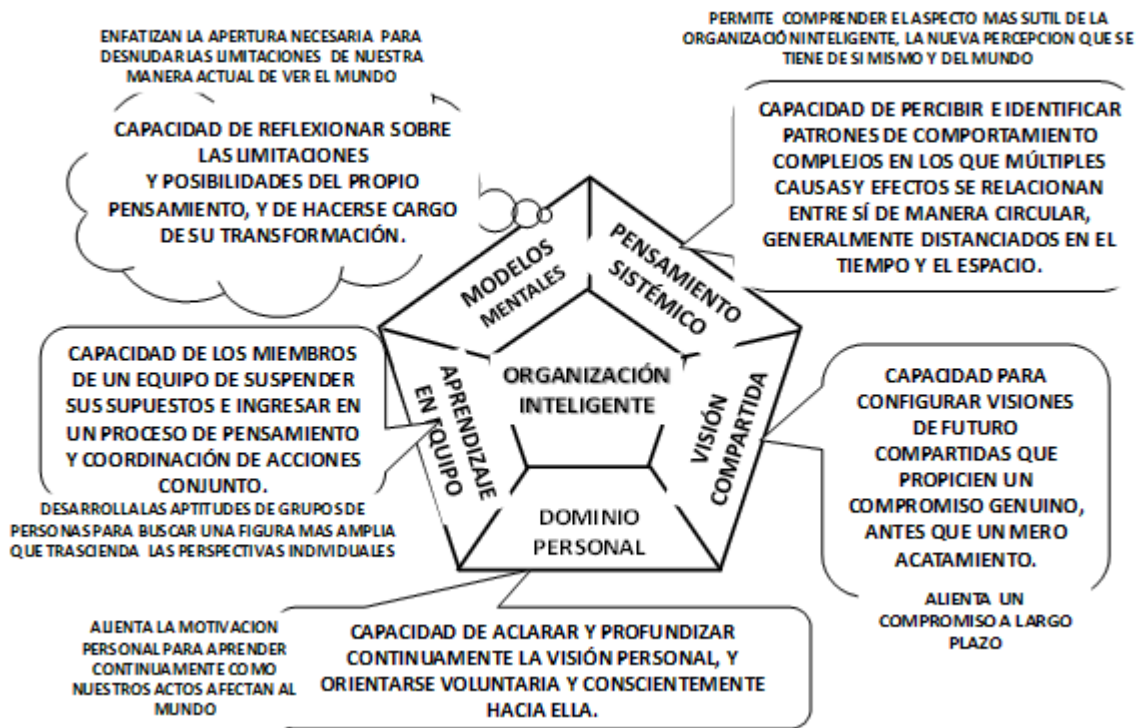 ENFATIZAN LA APERTURA NECESARIA PARA
DESNUDAR LAS LIMITACIONES DE NUESTRA
MANERA ACTUAL DE VER EL MUNDO
CAPACIDAD DE REFLEXIONAR SOBRE
LAS LIMITACIONES
Y POSIBILIDADES DEL PROPIO
PENSAMIENTO, Y DE HACERSE CARGO
DE SU TRANSFORMACIÓN.
PERMITE COMPRENDER EL ASPECTO MAS SUTIL DE LA
ORGANIZACIÓN INTELIGENTE, LA NUEVA PERCEPCION QUE SE
TIENE DE SI MISMO Y DEL MUNDO
CAPACIDAD DE PERCIBIR E IDENTIFICAR
PATRONES DE COMPORTAMIENTO
COMPLEJOS EN LOS QUE MÚLTIPLES
CAUSAS Y EFECTOS SE RELACIONAN
ENTRE SÍ DE MANERA CIRCULAR,
GENERALMENTE DISTANCIADOS EN EL
TIEMPO Y EL ESPACIO.
MODELOS
MENTALES
PENSAMIENTO
SISTÉMICO
CAPACIDAD DE LOS MIEMBROS
DE UN EQUIPO DE SUSPENDER
SUS SUPUESTOS E INGRESAR EN
UN PROCESO DE PENSAMIENTO
Y COORDINACIÓN DE ACCIONES
CONJUNTO.
DESARROLLA LAS APTITUDES DE GRUPOS DE
PERSONAS PARA BUSCAR UNA FIGURA MAS AMPLIA
QUE TRASCIENDA LAS PERSPECTIVAS INDIVIDUALES
APRENDIZAJE
EN EQUIPO
ORGANIZACIÓN
INTELIGENTE
VISIÓN
COMPARTIDA
CAPACIDAD PARA
CONFIGURAR VISIONES
DE FUTURO
COMPARTIDAS QUE
PROPICIEN UN
COMPROMISO GENUINO,
ANTES QUE UN MERO
ACATAMIENTO.
ALIENTA UN
COMPROMISO A LARGO
PLAZO
DOMINIO
PERSONAL
ALIENTA LA MOTIVACION
PERSONAL PARA APRENDER
CONTINUAMENTE COMO
NUESTROS ACTOS AFECTAN AL
MUNDO
CAPACIDAD DE ACLARAR Y PROFUNDIZAR
CONTINUAMENTE LA VISIÓN PERSONAL, Y
ORIENTARSE VOLUNTARIA Y CONSCIENTEMENTE
HACIA ELLA.